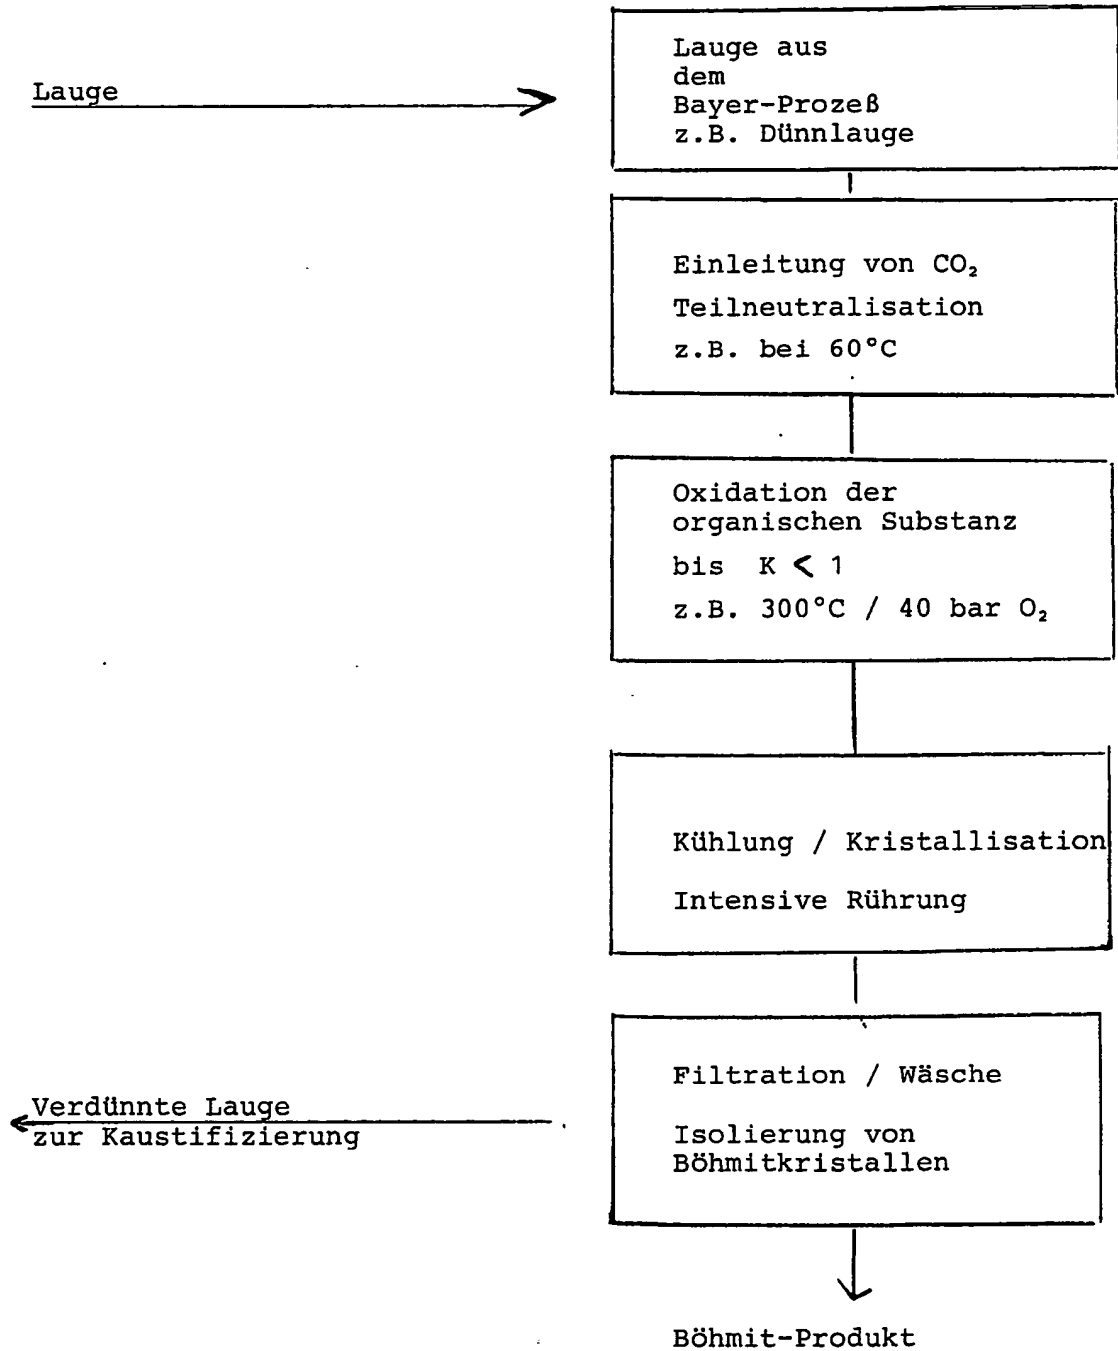 Lauge
Lauge aus
dem
Bayer-Prozeß
z.B. Dünnlauge
Einleitung von CO₂
Teilneutralisation
z.B. bei 60°C
Oxidation der
organischen Substanz
bis K < 1
z.B. 300°C / 40 bar O₂
Kühlung / Kristallisation
Intensive Rührung
Filtration / Wäsche
Isolierung von
Böhmitkristallen
Verdünnte Lauge
zur Kaustifizierung
Böhmit-Produkt